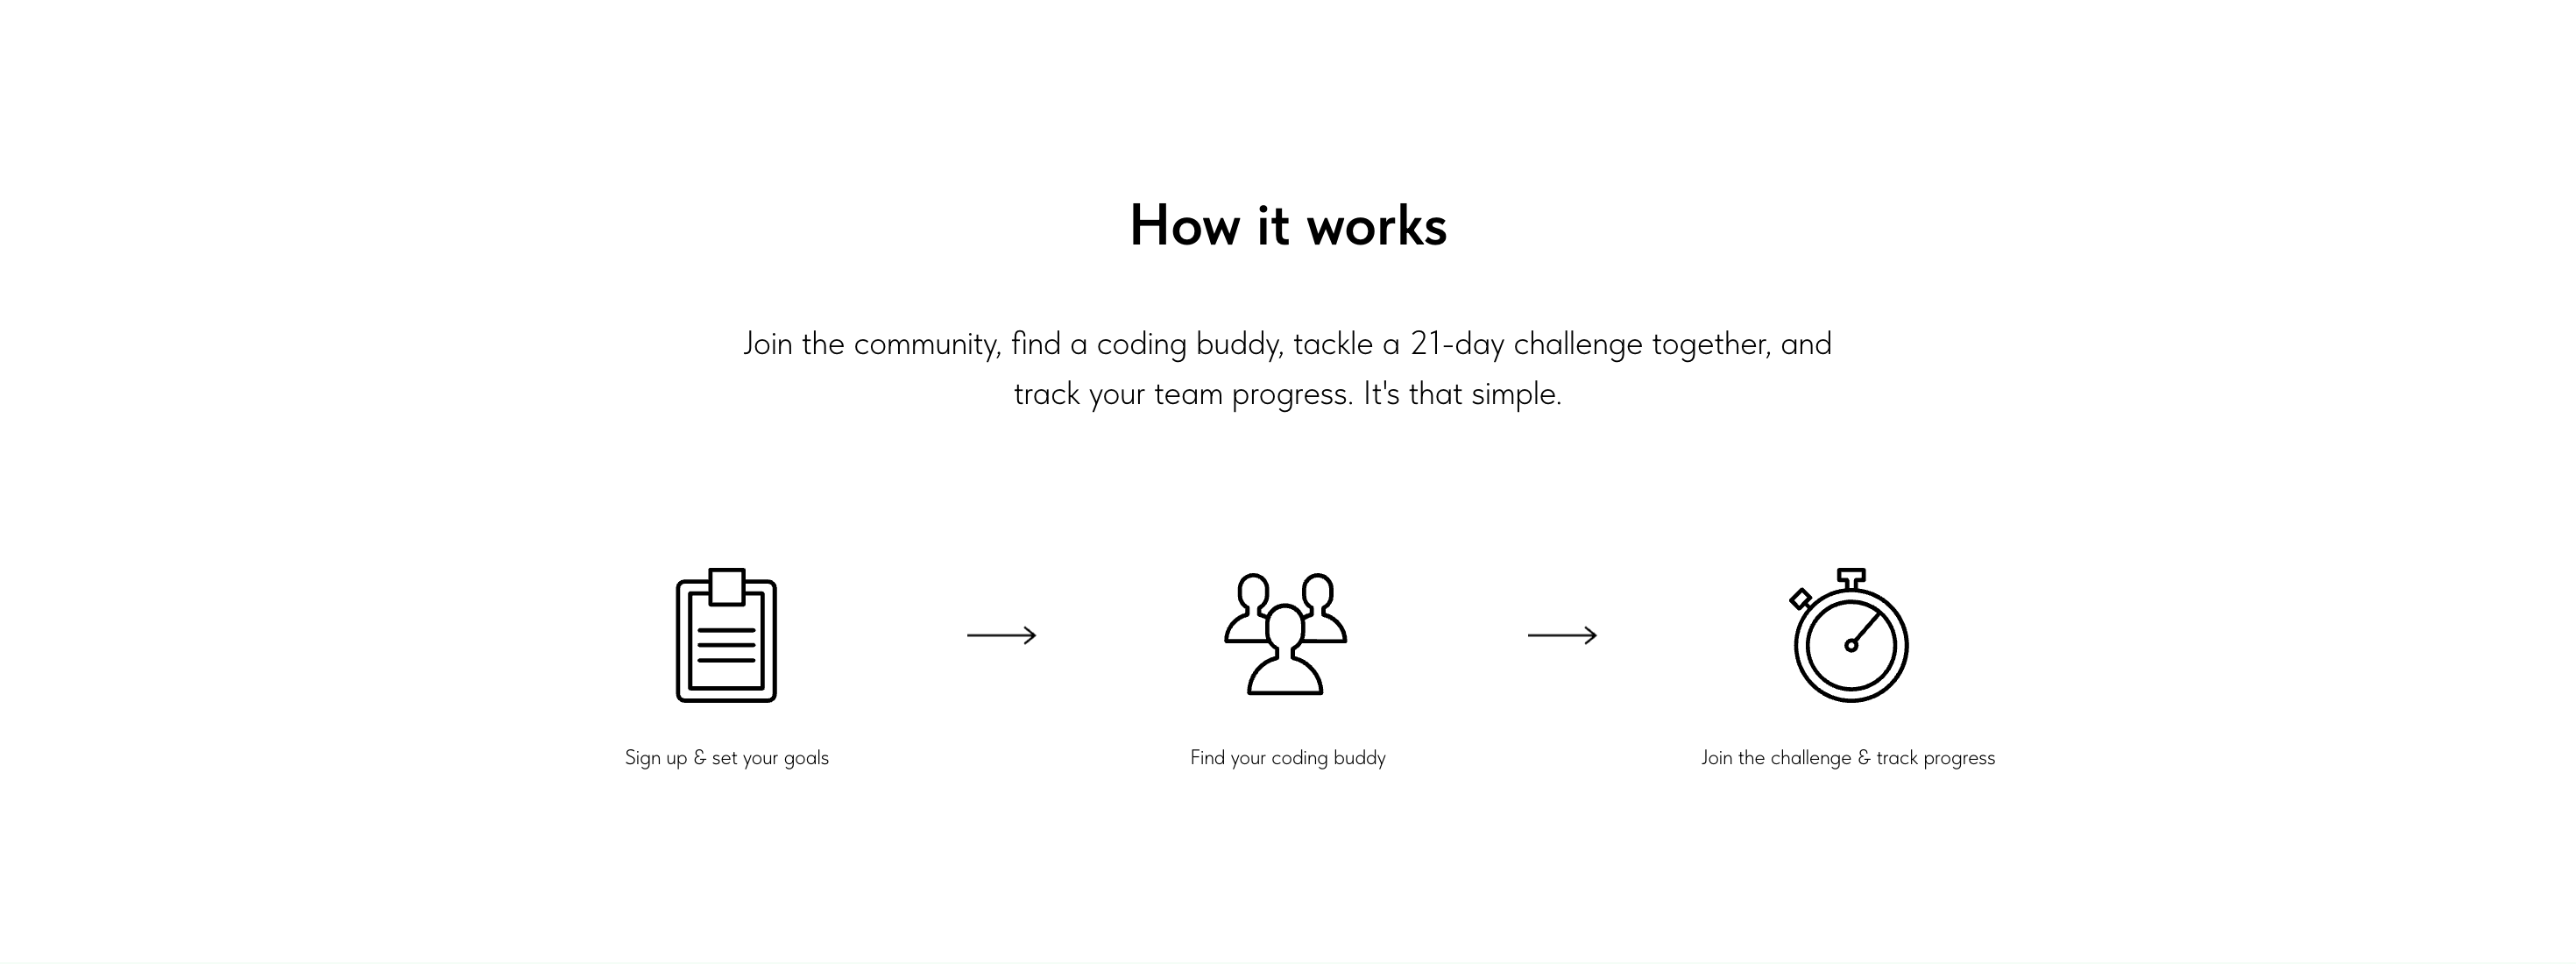 How it works
Join the community, find a coding buddy, tackle a 21-day challenge together, and
track your team progress. It's that simple.
Sign up & set your goals
Find your coding buddy
Join the challenge & track progress